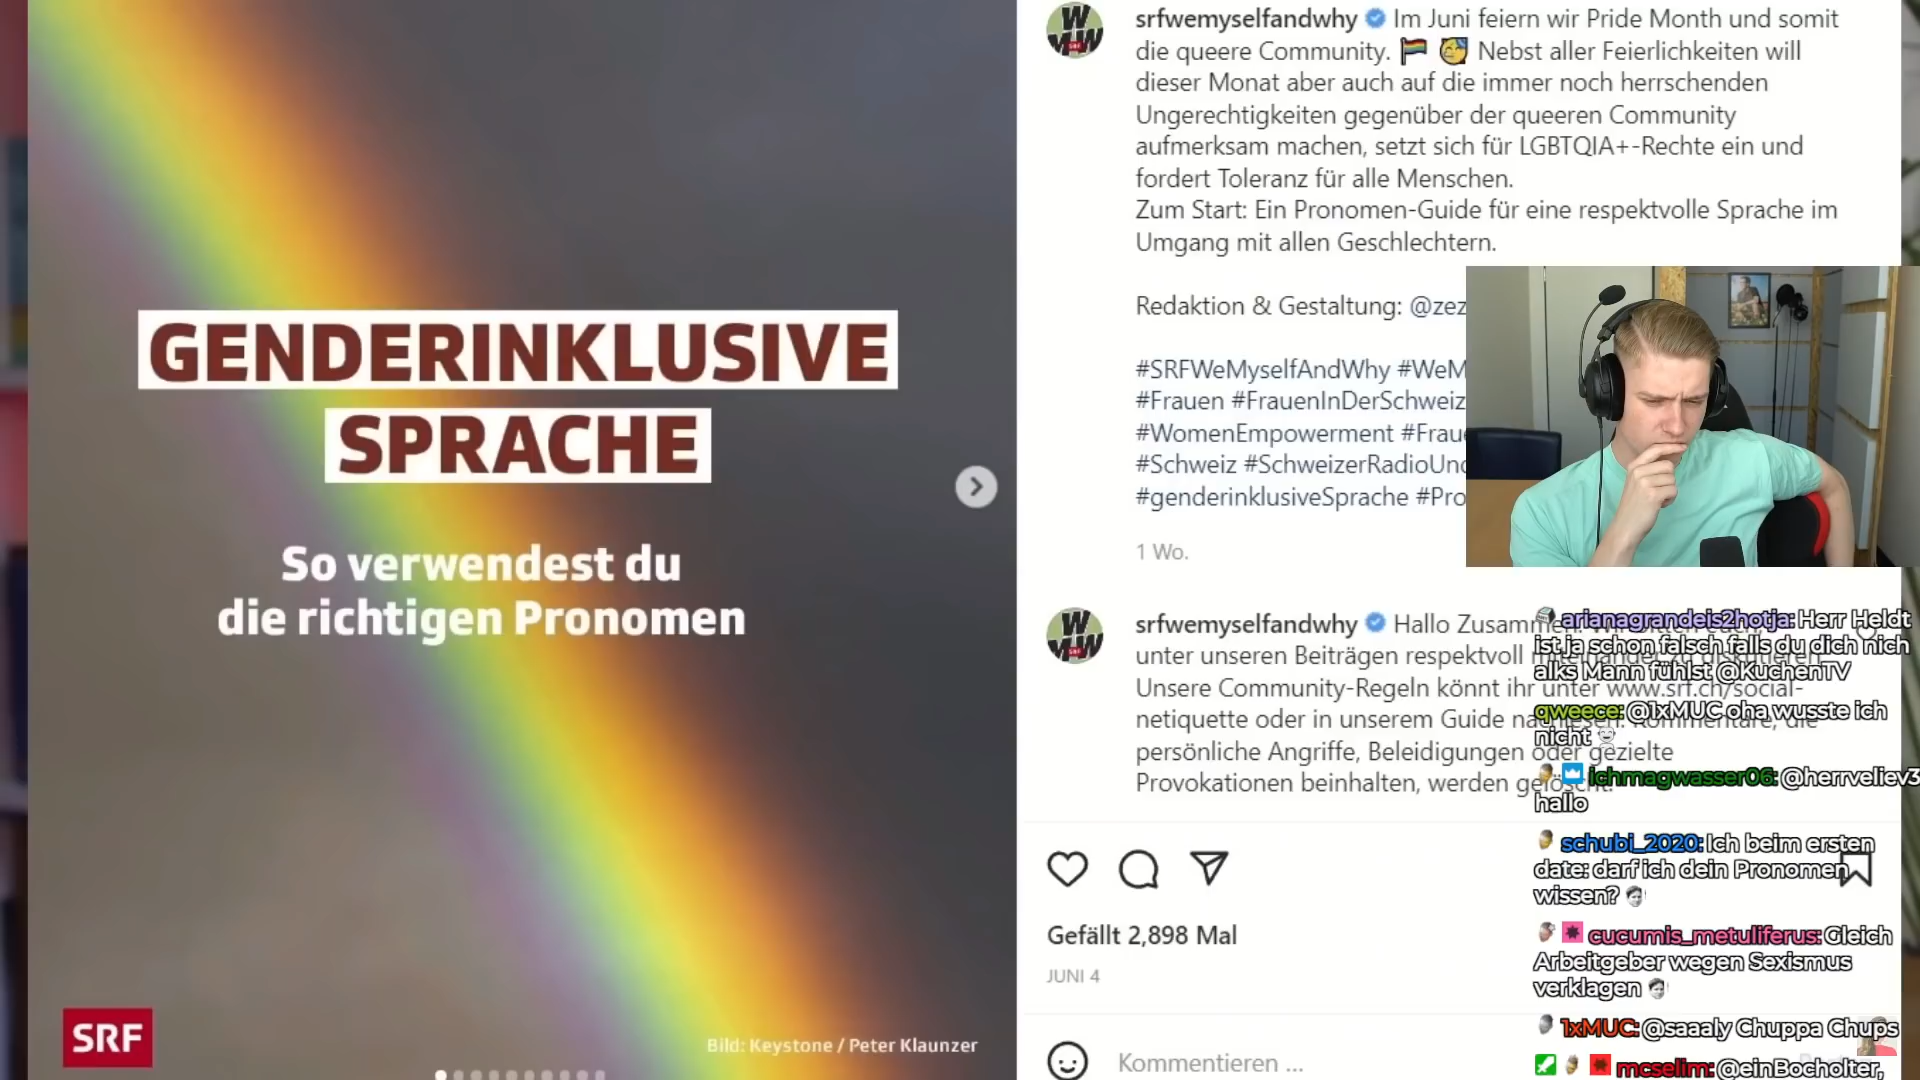 GENDERINKLUSIVE
SPRACHE
So verwendest du
die richtigen Pronomen
SRF
Bild: Keystone / Peter Klaunzer
srfwemyselfandwhy Im Juni feiern wir Pride Month und somit
die queere Community. 🏳️‍🌈 🥳 Nebst aller Feierlichkeiten will
dieser Monat aber auch auf die immer noch herrschenden
Ungerechtigkeiten gegenüber der queeren Community
aufmerksam machen, setzt sich für LGBTQIA+-Rechte ein und
fordert Toleranz für alle Menschen.
Zum Start: Ein Pronomen-Guide für eine respektvolle Sprache im
Umgang mit allen Geschlechtern.
Redaktion & Gestaltung: @zez
#SRFWeMyselfAndWhy #WeM
#Frauen #FrauenInDerSchweiz
#WomenEmpowerment #Frau
#Schweiz #SchweizerRadioUnd
#genderinklusiveSprache #Pro
1 Wo.
srfwemyselfandwhy Hallo Zusammen!
unter unseren Beiträgen respektvoll miteinander zu diskutieren.
Unsere Community-Regeln könnt ihr unter www.srf.ch/social-
netiquette oder in unserem Guide nachlesen. Kommentare, die
persönliche Angriffe, Beleidigungen oder gezielte
Provokationen beinhalten, werden gelöscht.
Gefällt 2,898 Mal
JUNI 4
Kommentieren ...
arianagrandeis2hotja: Herr Heldt
ist ja schon falsch falls du dich nich
alks Mann fühlst @KuchenTV
qweece: @1xMUC oha wusste ich
nicht
ichmagwasser06: @herrveliev3
hallo
schubi_2020: Ich beim ersten
date: darf ich dein Pronomen
wissen?
cucumis_metuliferus: Gleich
Arbeitgeber wegen Sexismus
verklagen
1xMUC: @saaaly Chuppa Chups
mcselim: @einBocholter,